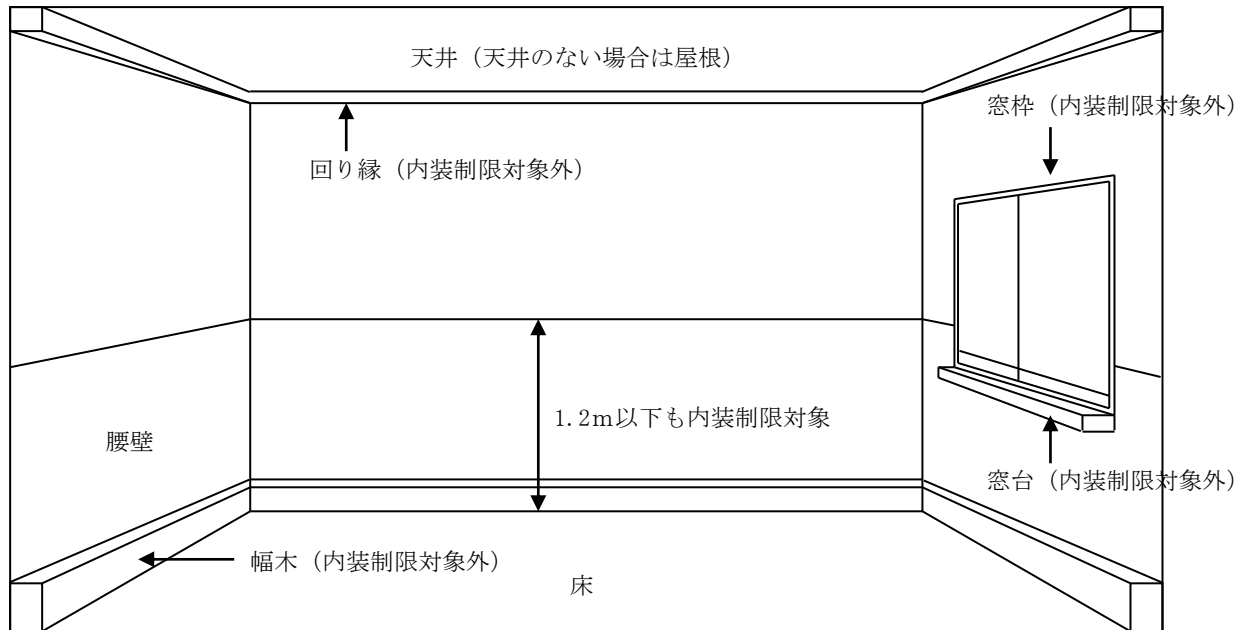 天井（天井のない場合は屋根）
窓枠（内装制限対象外）
回り縁（内装制限対象外）
1.2m以下も内装制限対象
腰壁
窓台（内装制限対象外）
幅木（内装制限対象外）
床